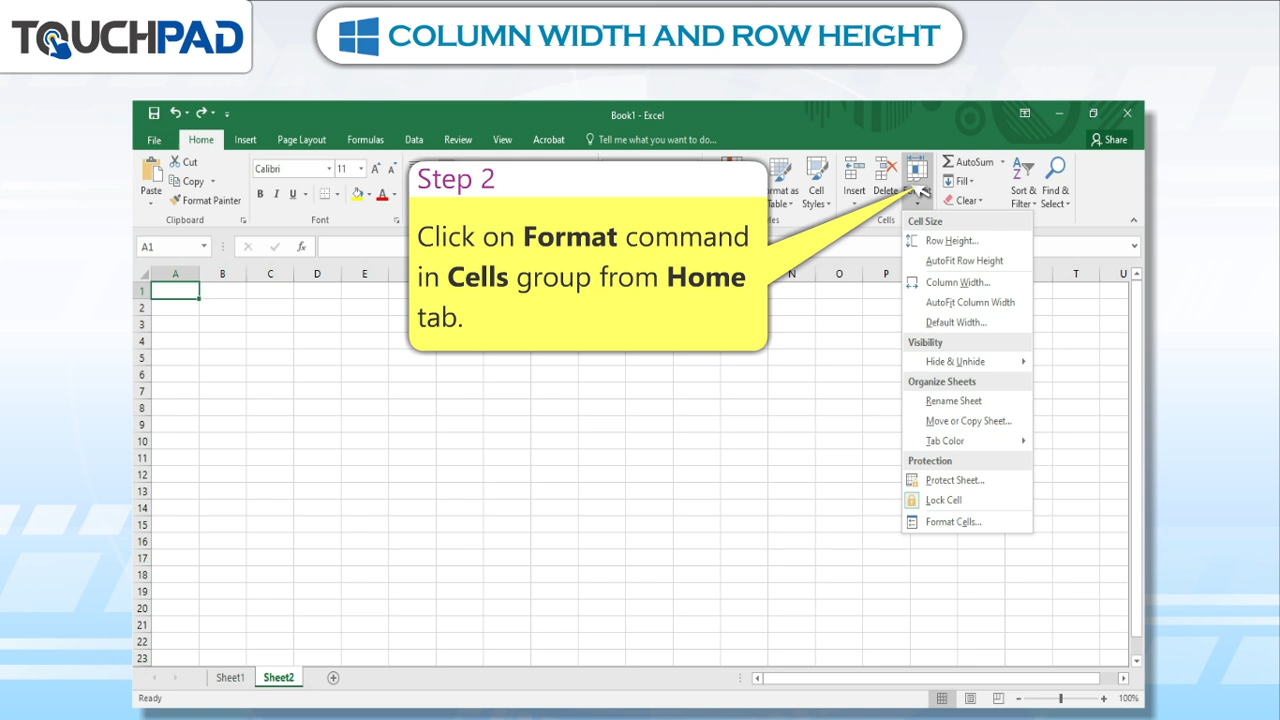 TOUCHPAD
COLUMN WIDTH AND ROW HEIGHT
Book1 - Excel
File Home Insert Page Layout Formulas Data Review View Acrobat Tell me what you want to do... Share
Paste
Cut
Copy
Format Painter
Clipboard
Calibri 11
B I U A
Font
Table
Cell
Styles
Insert Delete
Cells
AutoSum
Fill
Clear
Sort &
Filter
Find &
Select
Step 2
Click on Format command
in Cells group from Home
tab.
A1 fx
A B C D E N O P T U
1
2
3
4
5
6
7
8
9
10
11
12
13
14
15
16
17
18
19
20
21
22
23
Cell Size
Row Height...
AutoFit Row Height
Column Width...
AutoFit Column Width
Default Width...
Visibility
Hide & Unhide
Organize Sheets
Rename Sheet
Move or Copy Sheet...
Tab Color
Protection
Protect Sheet...
Lock Cell
Format Cells...
Sheet1 Sheet2
Ready 100%